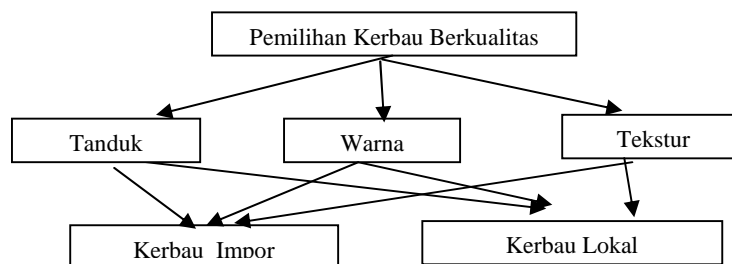 Pemilihan Kerbau Berkualitas
Tanduk
Warna
Tekstur
Kerbau Impor
Kerbau Lokal